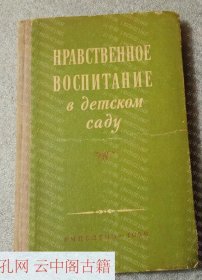 НРАВСТВЕННОЕ
ВОСПИТАНИЕ
в детском
саду
孔网 云中阁古籍